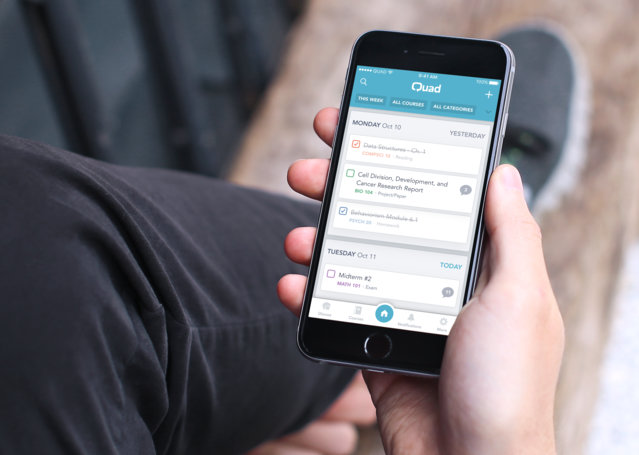 QUAD
9:41 AM
100%
Quad
+
THIS WEEK
ALL COURSES
ALL CATEGORIES
MONDAY Oct 10
YESTERDAY
Data Structures - Ch. 1
COMPSCI 15 · Reading
Cell Division, Development, and
Cancer Research Report
3
BIO 104 · Project/Paper
Behaviorism Module & 1
PSYCH 20 · Homework
TUESDAY Oct 11
TODAY
Midterm #2
11
MATH 101 · Exam
Courses
Notifications
More